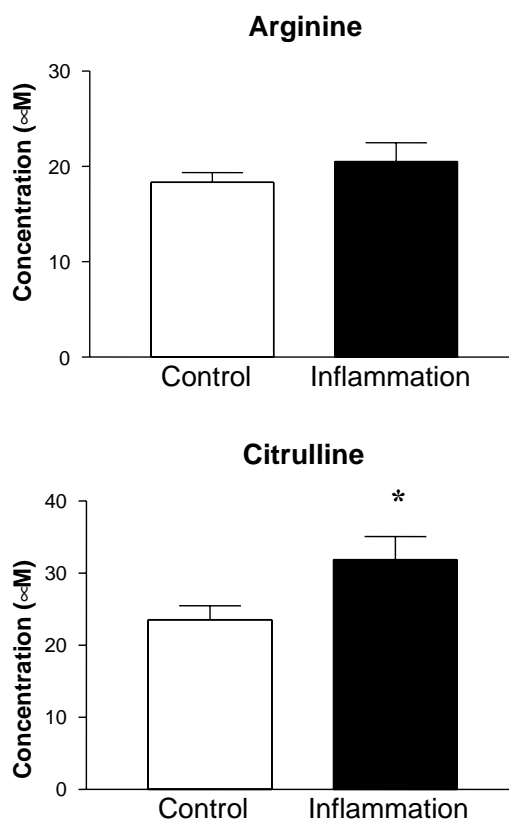 Arginine
Concentration (∝M)
30
20
10
0
Control Inflammation
Citrulline
*
Concentration (∝M)
40
30
20
10
0
Control Inflammation